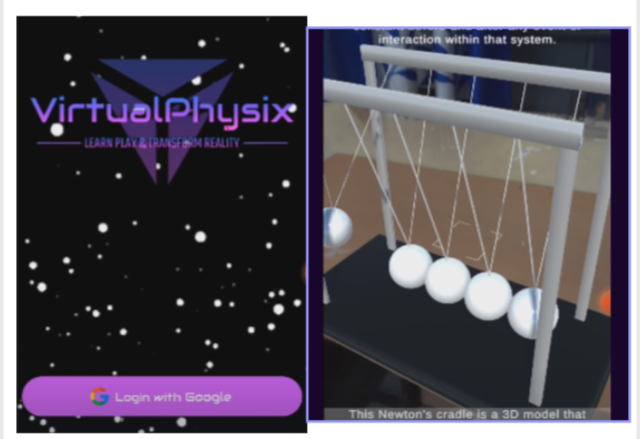 VirtualPhysix
LEARN PLAY & TRANSFORM REALITY
Login with Google
interaction within that system.
This Newton's cradle is a 3D model that